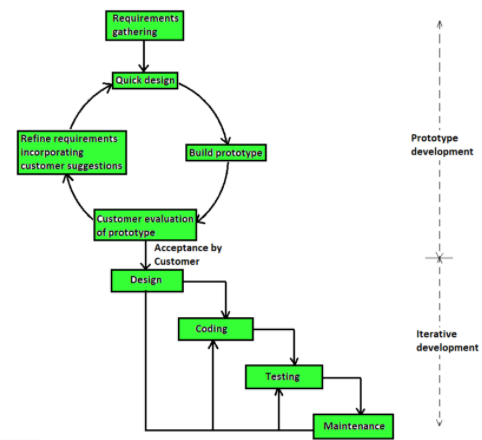 Requirements
gathering
Quick design
Refine requirements
incorporating
customer suggestions
Build prototype
Prototype
development
Customer evaluation
of prototype
Acceptance by
Customer
Design
Coding
Iterative
development
Testing
Maintenance